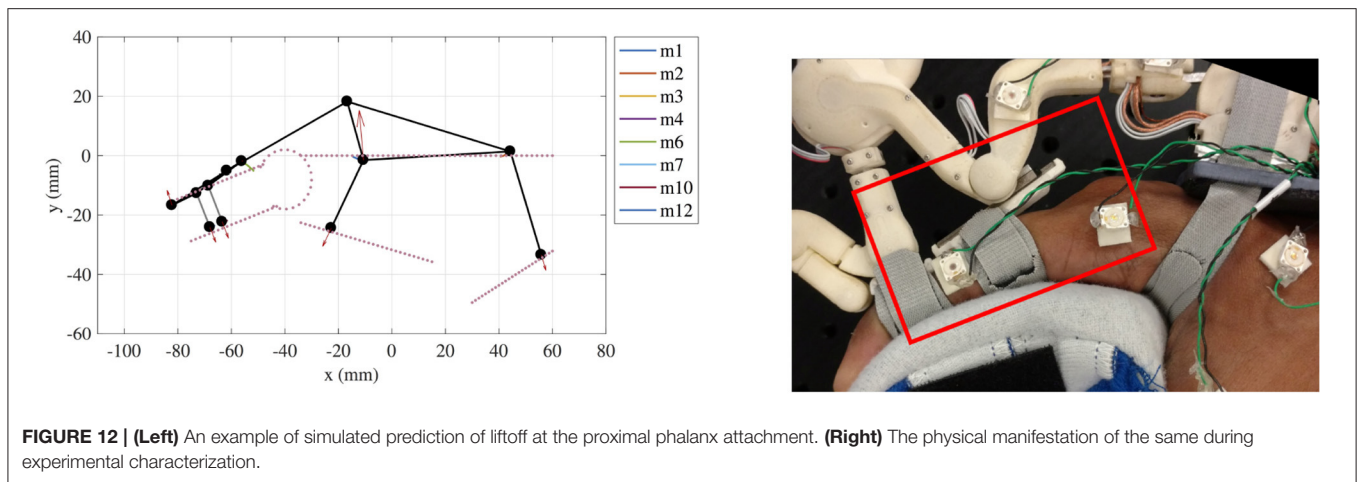 40
20
0
-20
-40
-60
y (mm)
-100 -80 -60 -40 -20 0 20 40 60 80
x (mm)
m1
m2
m3
m4
m6
m7
m10
m12
FIGURE 12 | (Left) An example of simulated prediction of liftoff at the proximal phalanx attachment. (Right) The physical manifestation of the same during
experimental characterization.